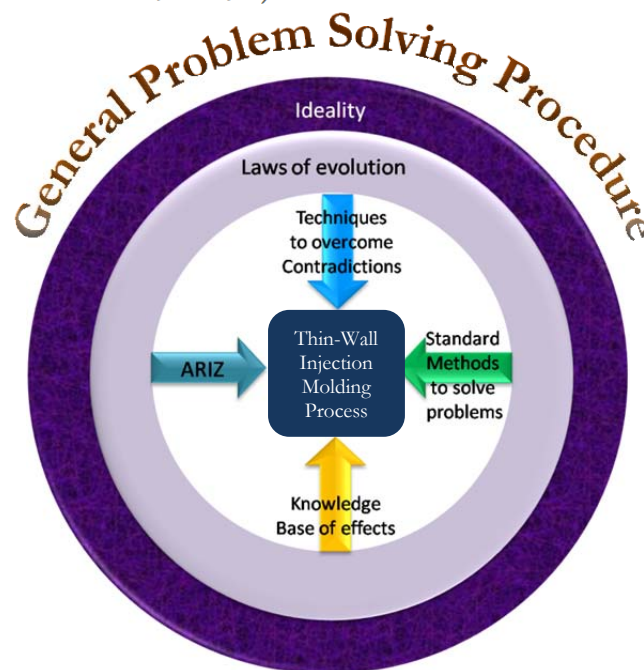 General Problem Solving Procedure
Ideality
Laws of evolution
Techniques
to overcome
Contradictions
ARIZ
Thin-Wall
Injection
Molding
Process
Standard
Methods
to solve
problems
Knowledge
Base of effects